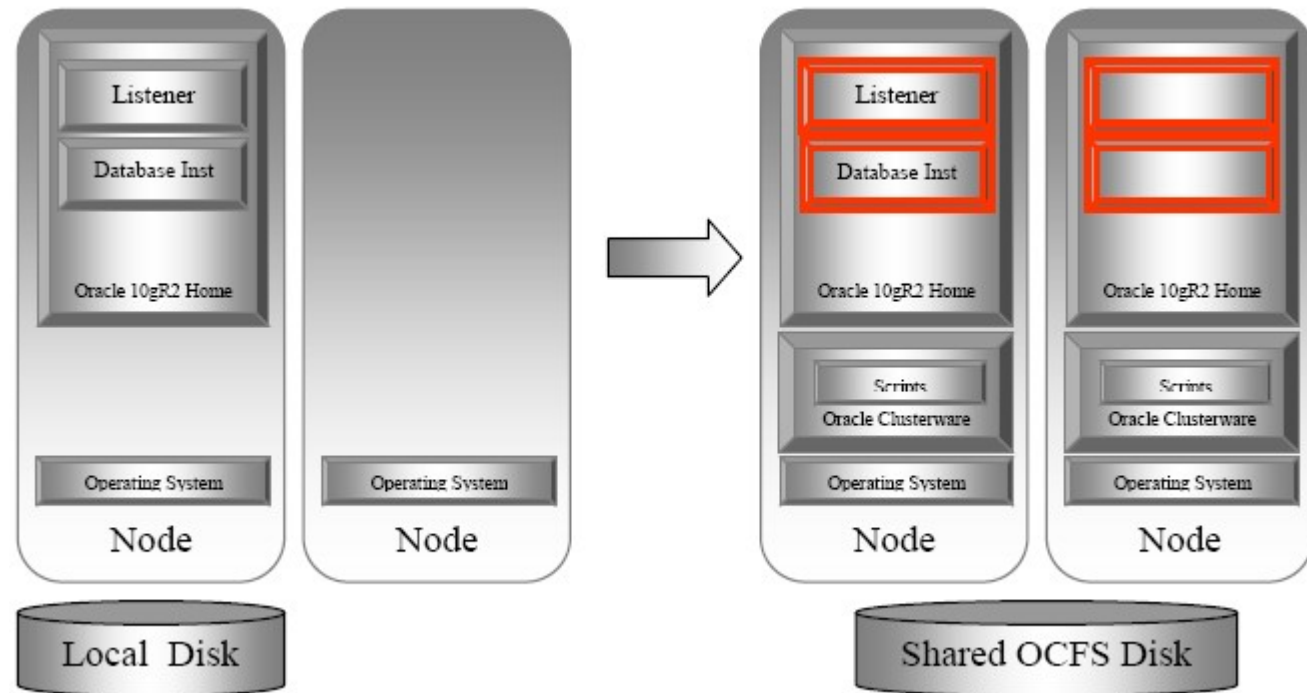 Listener
Database Inst
Oracle 10gR2 Home
Operating System
Node
Local Disk
Operating System
Node
Listener
Database Inst
Oracle 10gR2 Home
Scripts
Oracle Clusterware
Operating System
Node
Oracle 10gR2 Home
Scripts
Oracle Clusterware
Operating System
Node
Shared OCFS Disk